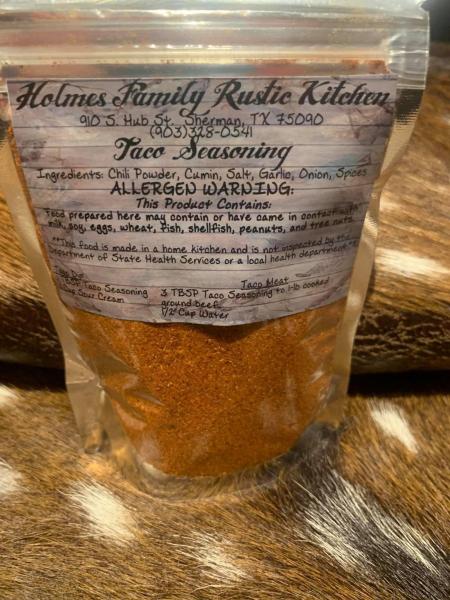 Holmes Family Rustic Kitchen
910 S. Hub St. Sherman, TX 75090
(903)328-0541
Taco Seasoning
Ingredients: Chili Powder, Cumin, Salt, Garlic, Onion, Spices
ALLERGEN WARNING:
This Product Contains:
Food prepared here may contain or have came in contact with
milk, soy, eggs, wheat, fish, shellfish, peanuts, and tree nuts.
**This food is made in a home kitchen and is not inspected by the
Department of State Health Services or a local health department**
Taco Meat
TBSP Taco Seasoning 3 TBSP Taco Seasoning to 1-lb cooked
Sour Cream ground beef
1/2 Cup Water